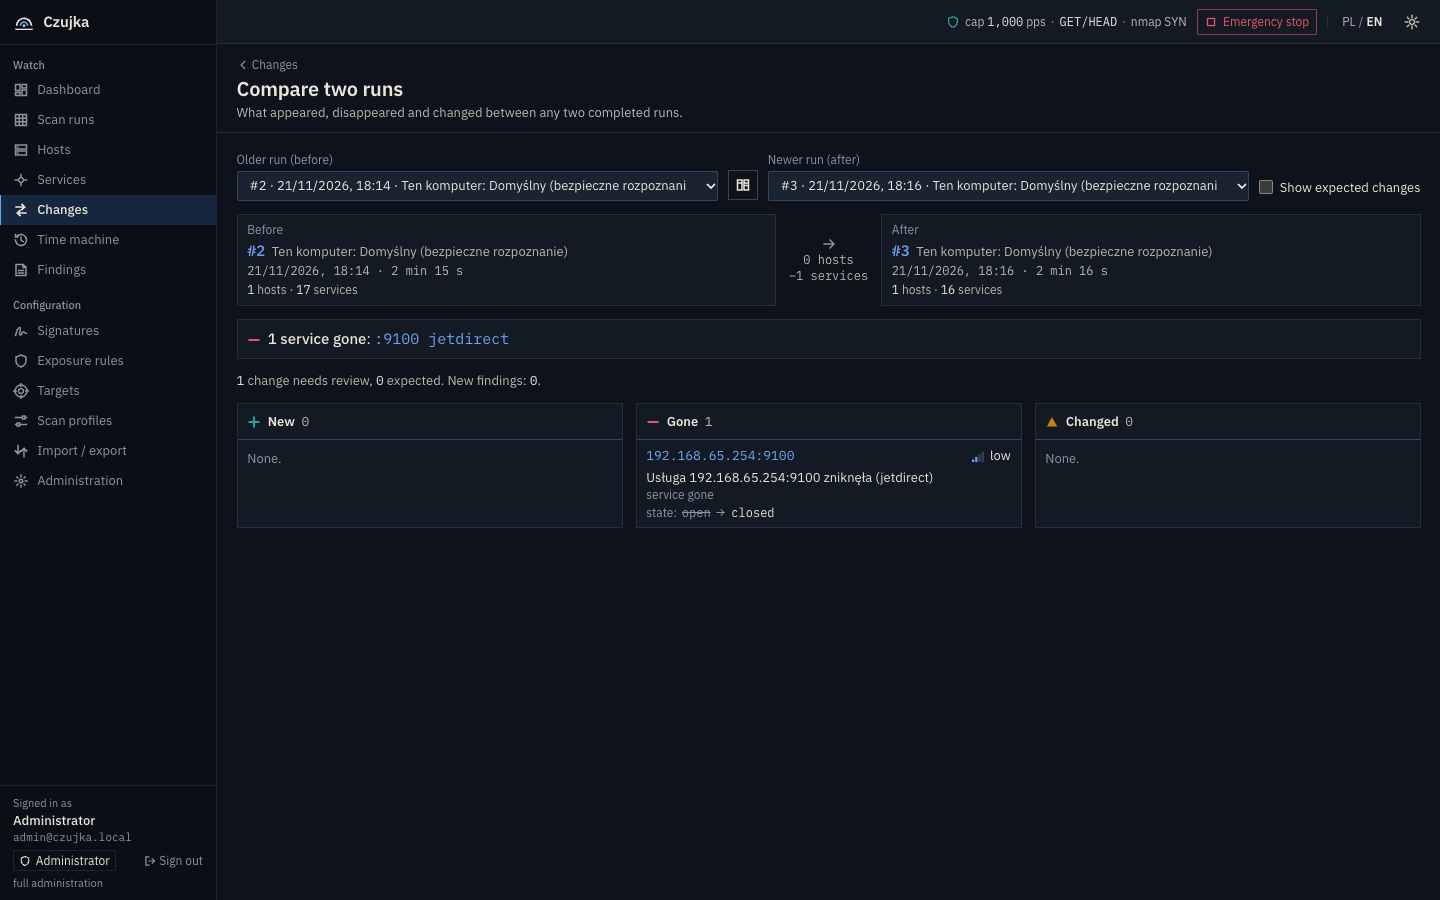 Czujka
cap 1,000 pps · GET/HEAD · nmap SYN
Emergency stop
PL / EN
Watch
Dashboard
Scan runs
Hosts
Services
Changes
Time machine
Findings
Configuration
Signatures
Exposure rules
Targets
Scan profiles
Import / export
Administration
Signed in as
Administrator
admin@czujka.local
Administrator
Sign out
full administration
Changes
Compare two runs
What appeared, disappeared and changed between any two completed runs.
Older run (before)
#2 · 21/11/2026, 18:14 · Ten komputer: Domyślny (bezpieczne rozpoznani
Newer run (after)
#3 · 21/11/2026, 18:16 · Ten komputer: Domyślny (bezpieczne rozpoznani
Show expected changes
Before
#2 Ten komputer: Domyślny (bezpieczne rozpoznanie)
21/11/2026, 18:14 · 2 min 15 s
1 hosts · 17 services
→
0 hosts
−1 services
After
#3 Ten komputer: Domyślny (bezpieczne rozpoznanie)
21/11/2026, 18:16 · 2 min 16 s
1 hosts · 16 services
1 service gone: :9100 jetdirect
1 change needs review, 0 expected. New findings: 0.
New 0
None.
Gone 1
192.168.65.254:9100
low
Usługa 192.168.65.254:9100 zniknęła (jetdirect)
service gone
state: open → closed
Changed 0
None.